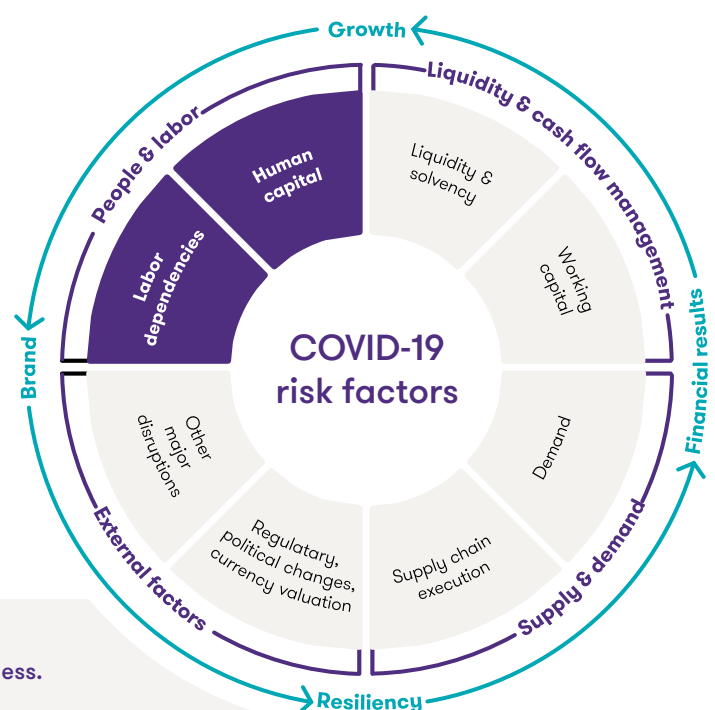 Growth
Liquidity & cash flow management
People & labor
Human
capital
Liquidity &
solvency
Labor
dependencies
Working
capital
COVID-19
risk factors
Brand
Financial results
Other
major
disruptions
Demand
Regulatary,
political changes,
currency valuation
Supply chain
execution
External factors
Supply & demand
ess.
Resiliency